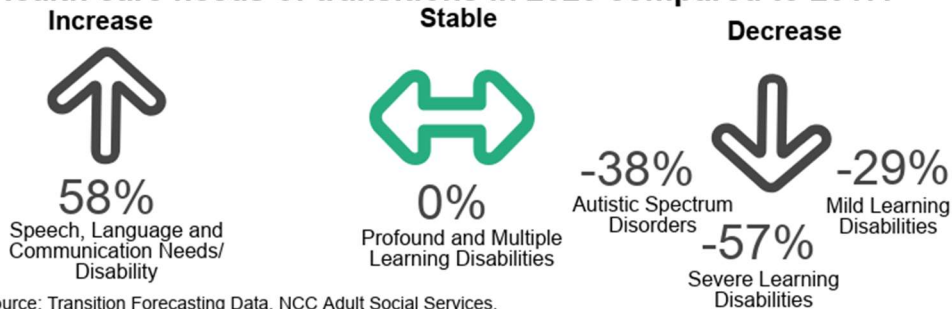 Increase
58%
Speech, Language and
Communication Needs/
Disability
Stable
0%
Profound and Multiple
Learning Disabilities
Decrease
-38%
Autistic Spectrum
Disorders
-57%
Severe Learning
Disabilities
-29%
Mild Learning
Disabilities
Transition Forecasting Data, NCC Adult Social Services.